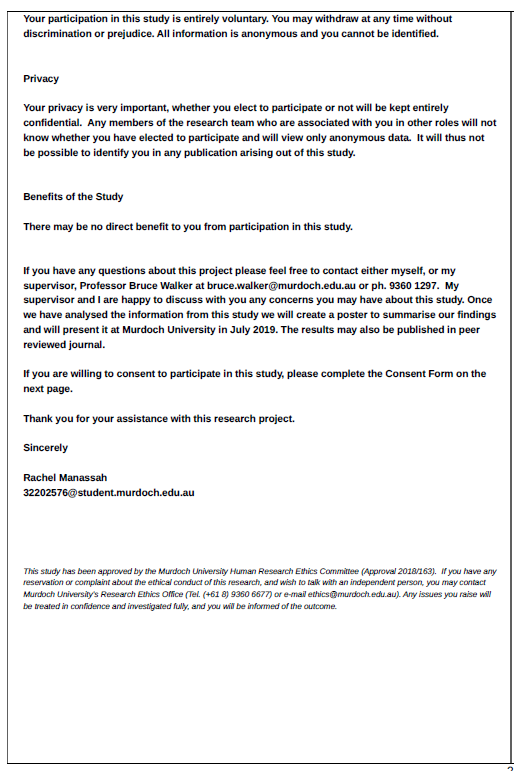 Your participation in this study is entirely voluntary. You may withdraw at any time without
discrimination or prejudice. All information is anonymous and you cannot be identified.
Privacy
Your privacy is very important, whether you elect to participate or not will be kept entirely
confidential.  Any members of the research team who are associated with you in other roles will not
know whether you have elected to participate and will view only anonymous data.  It will thus not
be possible to identify you in any publication arising out of this study.
Benefits of the Study
There may be no direct benefit to you from participation in this study.
If you have any questions about this project please feel free to contact either myself, or my
supervisor, Professor Bruce Walker at bruce.walker@murdoch.edu.au or ph. 9360 1297.  My
supervisor and I are happy to discuss with you any concerns you may have about this study. Once
we have analysed the information from this study we will create a poster to summarise our findings
and will present it at Murdoch University in July 2019. The results may also be published in peer
reviewed journal.
If you are willing to consent to participate in this study, please complete the Consent Form on the
next page.
Thank you for your assistance with this research project.
Sincerely
Rachel Manassah
32202576@student.murdoch.edu.au
This study has been approved by the Murdoch University Human Research Ethics Committee (Approval 2018/163).  If you have any
reservation or complaint about the ethical conduct of this research, and wish to talk with an independent person, you may contact
Murdoch University's Research Ethics Office (Tel. (+61 8) 9360 6677) or e-mail ethics@murdoch.edu.au). Any issues you raise will
be treated in confidence and investigated fully, and you will be informed of the outcome.